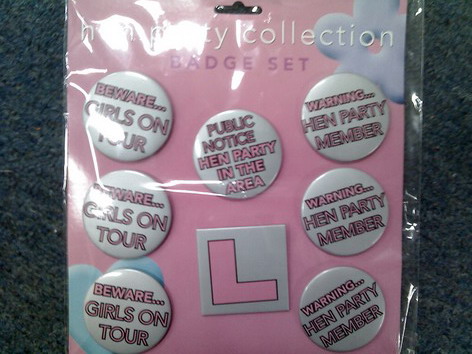 hen party collection
BADGE SET
BEWARE...
GIRLS ON
TOUR
PUBLIC
NOTICE
HEN PARTY
IN THE
AREA
WARNING...
HEN PARTY
MEMBER
BEWARE...
GIRLS ON
TOUR
WARNING...
HEN PARTY
MEMBER
L
BEWARE...
GIRLS ON
TOUR
WARNING...
HEN PARTY
MEMBER